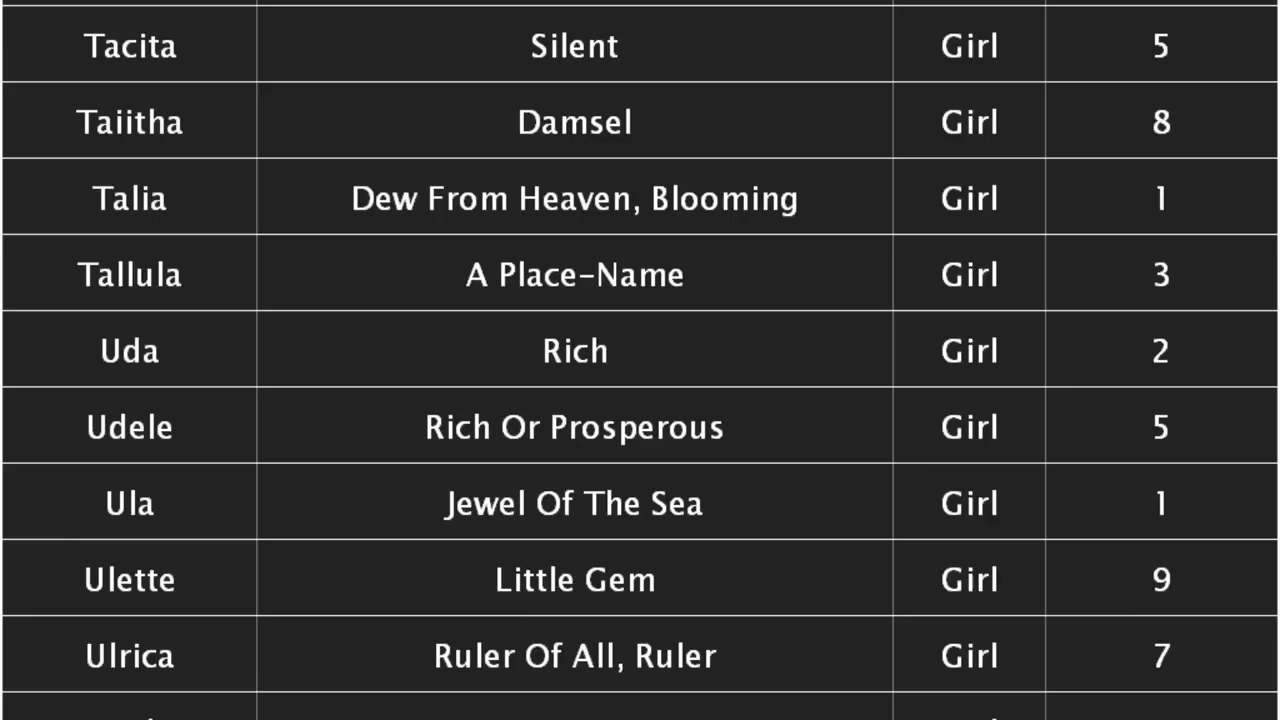 Tacita Silent Girl 5
Taiitha Damsel Girl 8
Talia Dew From Heaven, Blooming Girl 1
Tallula A Place-Name Girl 3
Uda Rich Girl 2
Udele Rich Or Prosperous Girl 5
Ula Jewel Of The Sea Girl 1
Ulette Little Gem Girl 9
Ulrica Ruler Of All, Ruler Girl 7